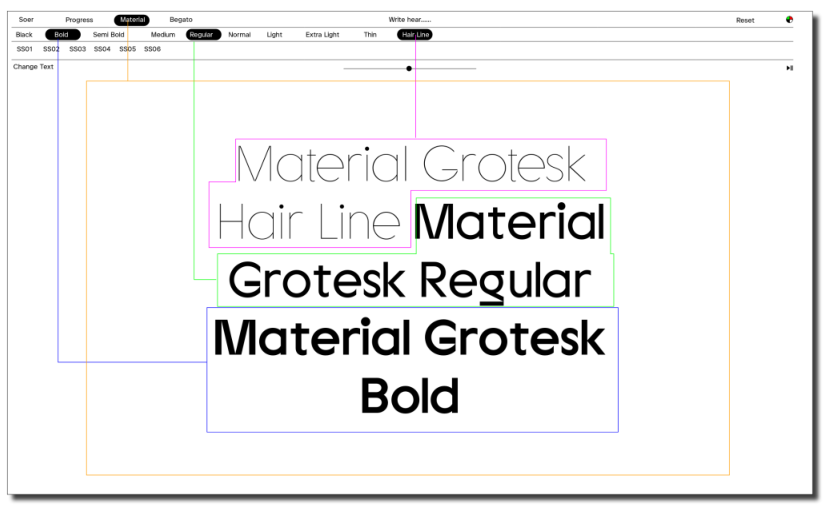 Soer Progress Material Begato Write hear...... Reset
Black Bold Semi Bold Medium Regular Normal Light Extra Light Thin Hair Line
SS01 SS02 SS03 SS04 SS05 SS06
Change Text
Material Grotesk
Hair Line Material
Grotesk Regular
Material Grotesk
Bold